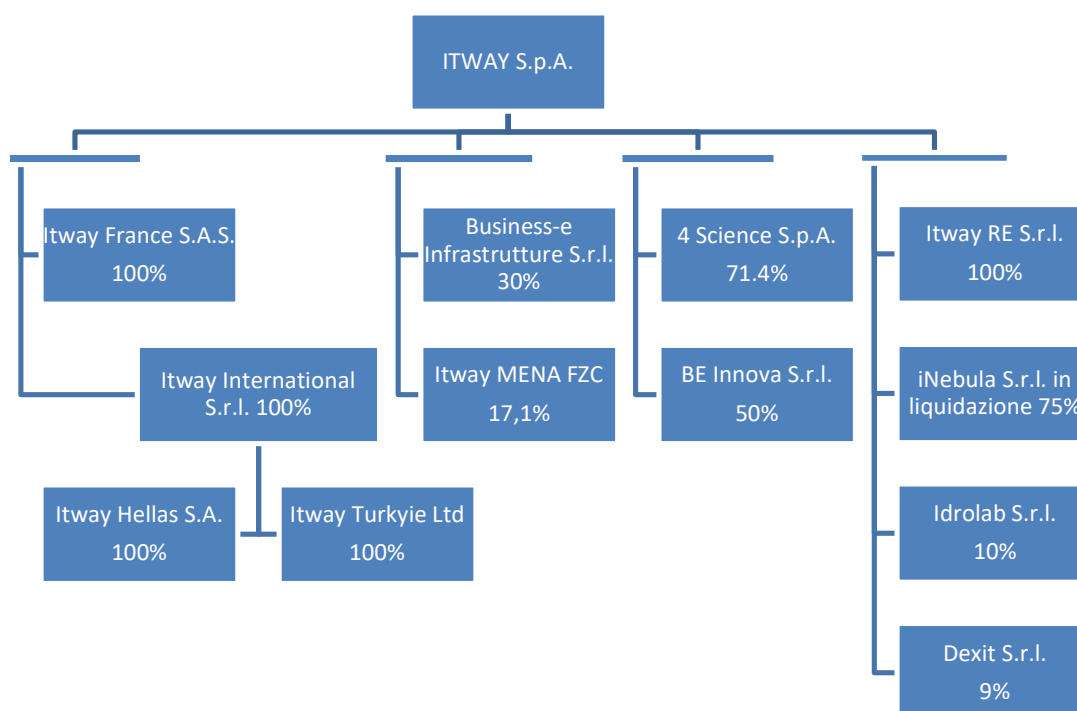 ITWAY S.p.A.
Itway France S.A.S.
100%
Business-e
Infrastrutture S.r.l.
30%
4 Science S.p.A.
71.4%
Itway RE S.r.l.
100%
Itway International
S.r.l. 100%
Itway MENA FZC
17,1%
BE Innova S.r.l.
50%
iNebula S.r.l. in
liquidazione 75%
Itway Hellas S.A.
100%
Itway Turkyie Ltd
100%
Idrolab S.r.l.
10%
Dexit S.r.l.
9%